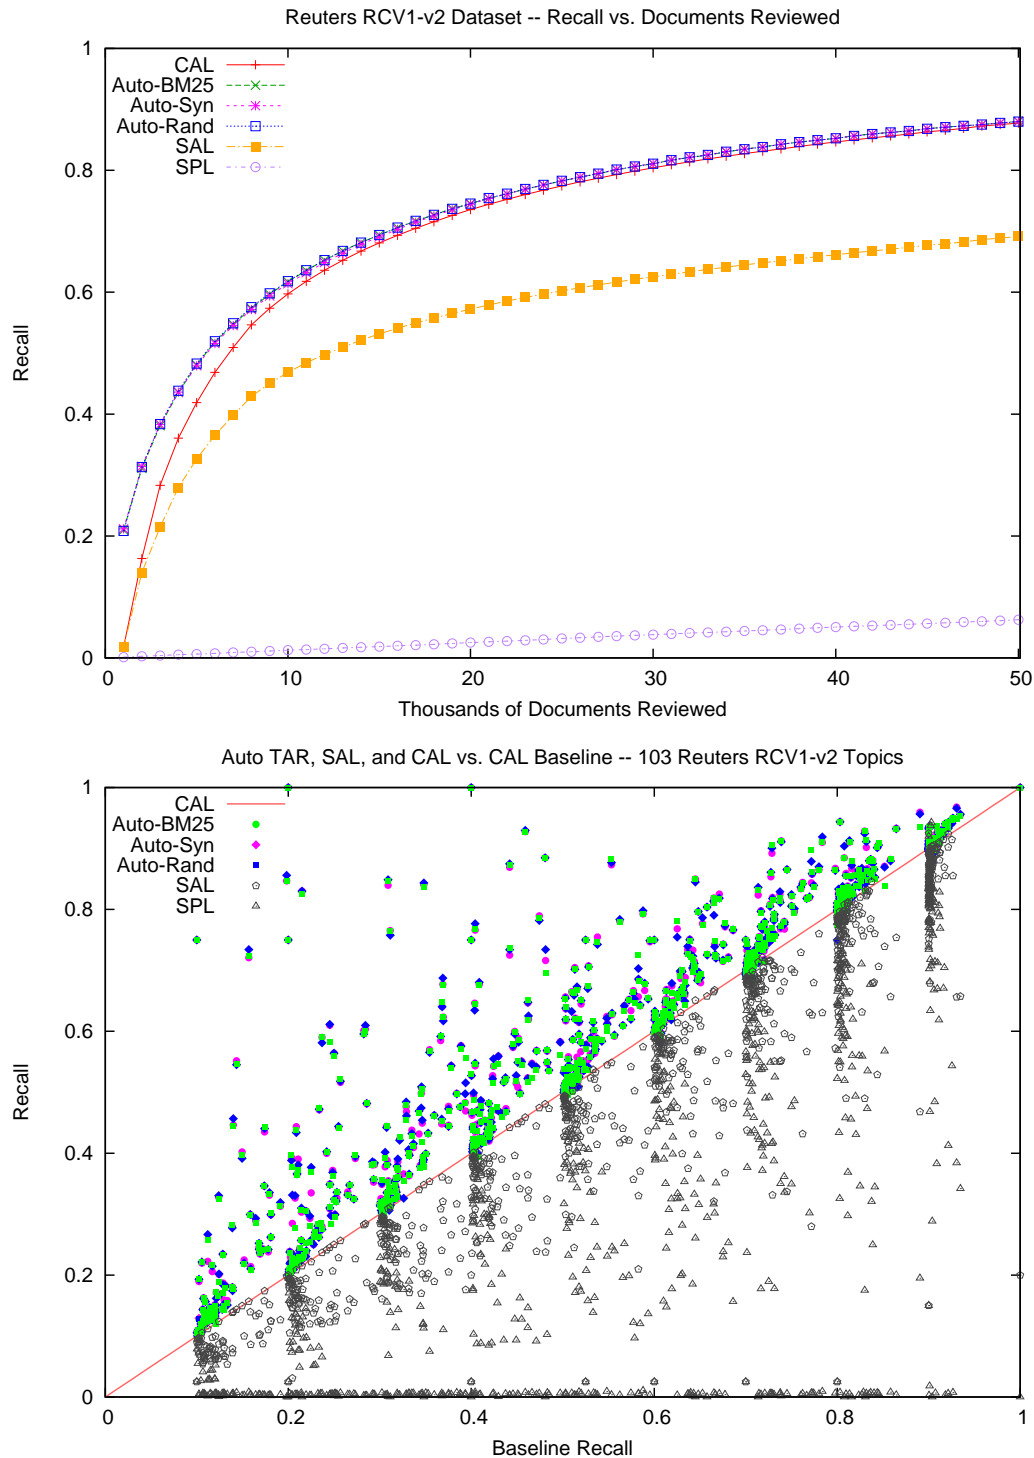 Reuters RCV1-v2 Dataset -- Recall vs. Documents Reviewed
1
CAL
Auto-BM25
Auto-Syn
Auto-Rand
SAL
SPL
0.8
0.6
Recall
0.4
0.2
0
0 10 20 30 40 50
Thousands of Documents Reviewed
Auto TAR, SAL, and CAL vs. CAL Baseline -- 103 Reuters RCV1-v2 Topics
1
CAL
Auto-BM25
Auto-Syn
Auto-Rand
SAL
SPL
0.8
0.6
Recall
0.4
0.2
0
0 0.2 0.4 0.6 0.8 1
Baseline Recall